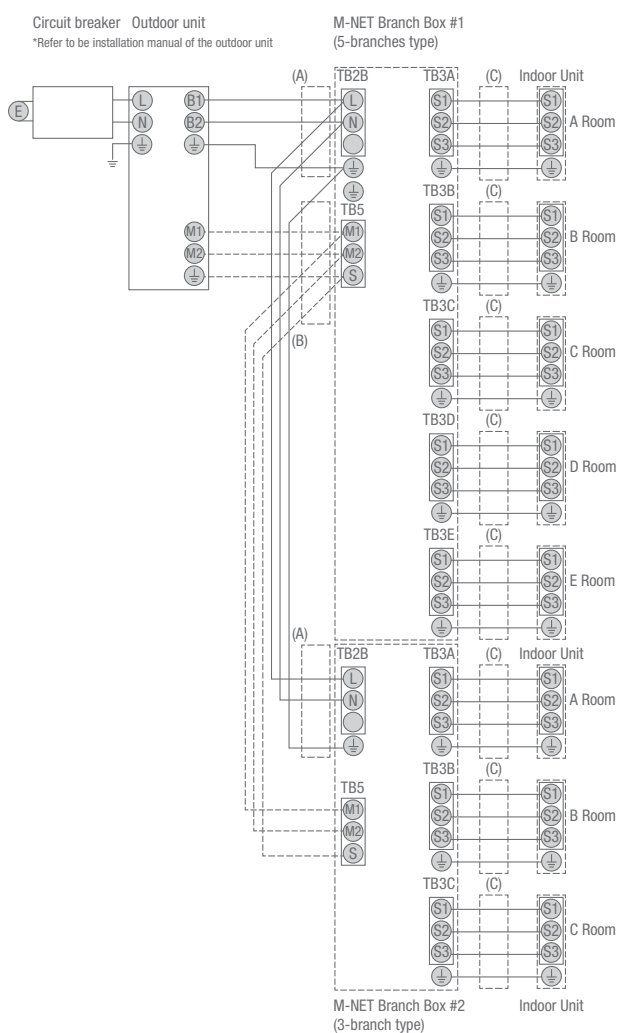 Circuit breaker Outdoor unit
*Refer to be installation manual of the outdoor unit
M-NET Branch Box #1
(5-branches type)
(A) TB2B TB3A (C) Indoor Unit
E L B1 L S1 S1
N B2 N S2 S2 A Room
S3 S3
TB3B (C)
TB5 S1 S1
M1 M1 S2 S2 B Room
M2 M2 S3 S3
S
TB3C (C)
(B) S1 S1
S2 S2 C Room
S3 S3
TB3D (C)
S1 S1
S2 S2 D Room
S3 S3
TB3E (C)
S1 S1
S2 S2 E Room
S3 S3
(A) TB2B TB3A (C) Indoor Unit
L S1 S1
N S2 S2 A Room
S3 S3
TB3B (C)
TB5 S1 S1
M1 S2 S2 B Room
M2 S3 S3
S
TB3C (C)
S1 S1
S2 S2 C Room
S3 S3
M-NET Branch Box #2 Indoor Unit
(3-branch type)